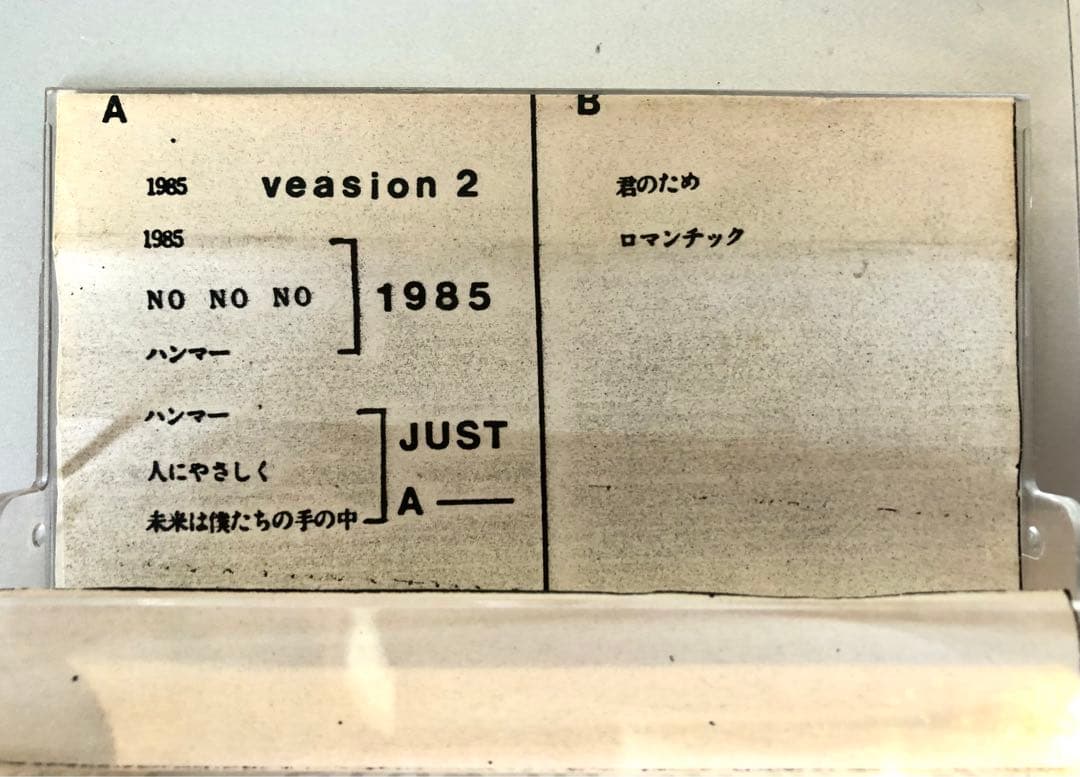 A
1985 veasion 2
1985
NO NO NO
ハンマー
1985
ハンマー
人にやさしく
未来は僕たちの手の中
JUST
A —
B
君のため
ロマンチック